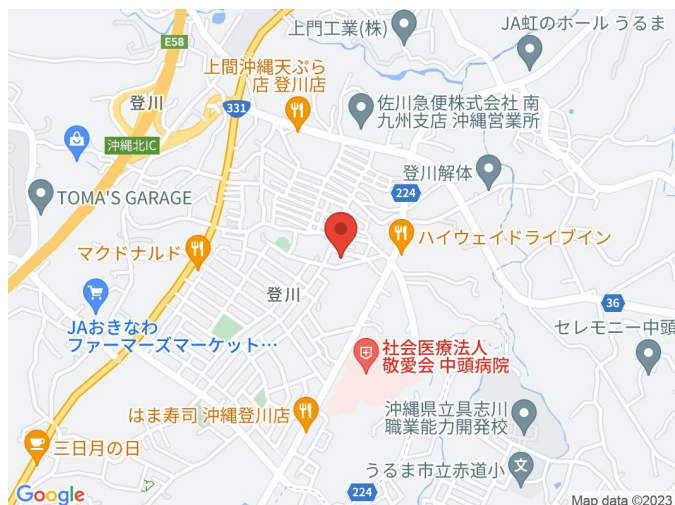 上門工業(株)
JA虹のホール うるま
E58
上間沖縄天ぷら
店 登川店
登川
331
佐川急便株式会社 南
九州支店 沖縄営業所
沖縄北IC
登川解体
224
TOMA'S GARAGE
マクドナルド
ハイウェイドライブイン
登川
36
JAおきなわ
ファーマーズマーケット…
セレモニー中頭
社会医療法人
敬愛会 中頭病院
はま寿司 沖縄登川店
沖縄県立具志川
職業能力開発校
三日月の日
うるま市立赤道小
224
Google
Map data ©2023